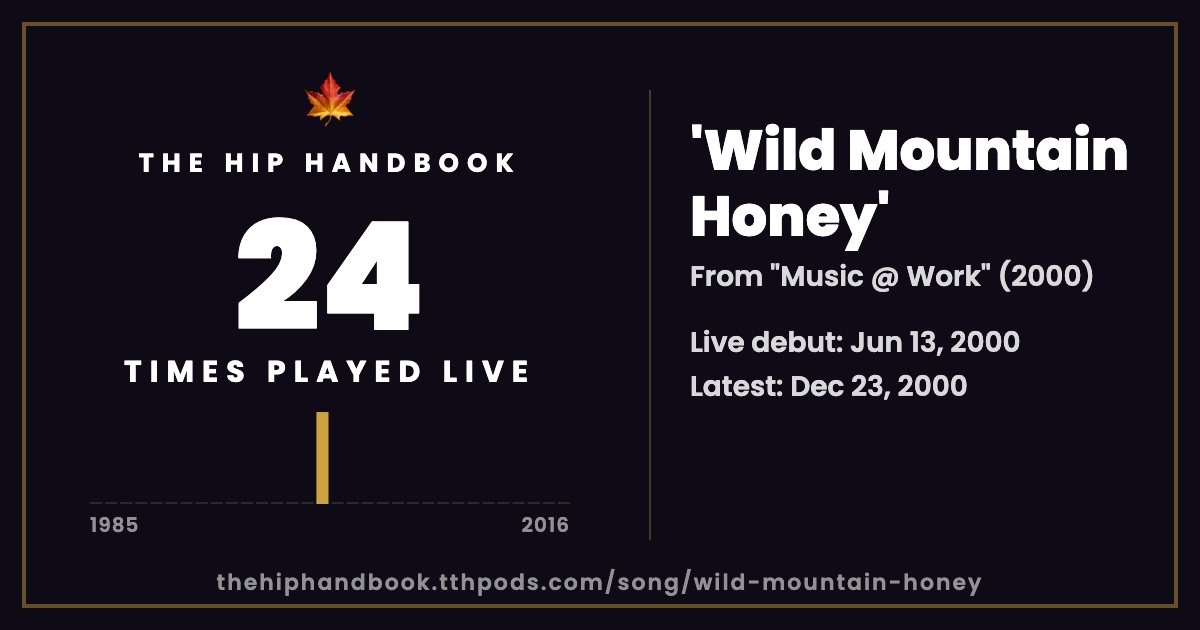 THE HIP HANDBOOK
24
TIMES PLAYED LIVE
1985
2016
'Wild Mountain
Honey'
From "Music @ Work" (2000)
Live debut: Jun 13, 2000
Latest: Dec 23, 2000
thehiphandbook.tthpods.com/song/wild-mountain-honey